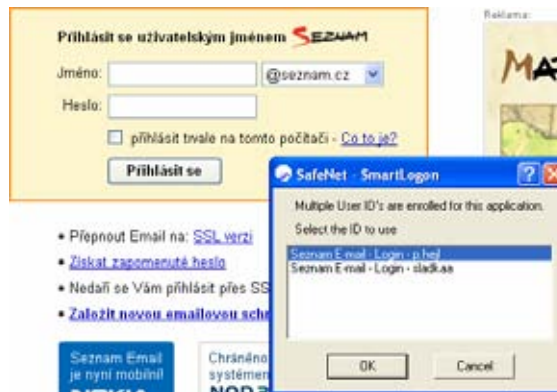 Reklama:
Přihlásit se uživatelským jménem SEZNAM
Jméno:
@seznam.cz
Heslo:
přihlásit trvale na tomto počítači - Co to je?
Přihlásit se
SafeNet - SmartLogon
Multiple User ID's are enrolled for this application.
Select the ID to use
Seznam E-mail - Login - p.hejl
Seznam E-mail - Login - sladk.aa
OK
Cancel
• Přepnout Email na: SSL verzi
• Získat zapomenuté heslo
• Nedaří se Vám přihlásit přes SS
• Založit novou emailovou schr
Seznam Email
je nyní mobilní!
Chráněno
systémem